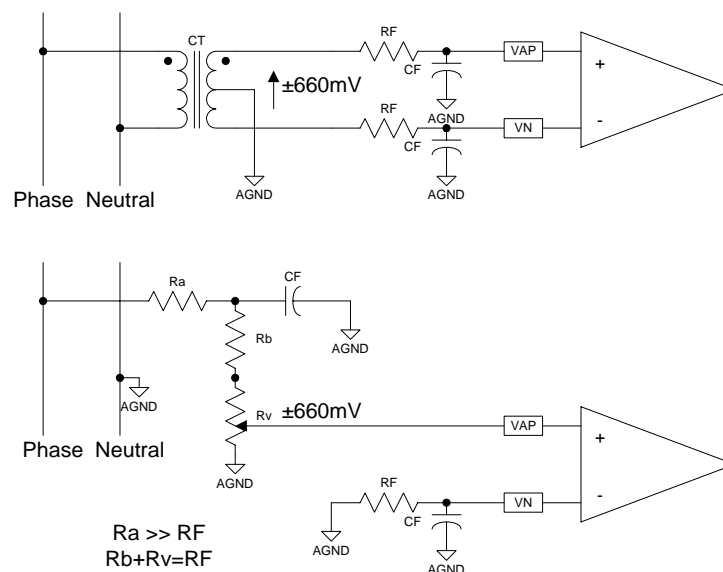 CT
RF
CF
AGND
±660mV
VAP
+
RF
CF
AGND
VN
-
AGND
Phase Neutral
Ra
CF
AGND
Rb
AGND
Rv
±660mV
VAP
+
Phase Neutral
AGND
RF
CF
VN
-
AGND
AGND
Ra >> RF
Rb+Rv=RF